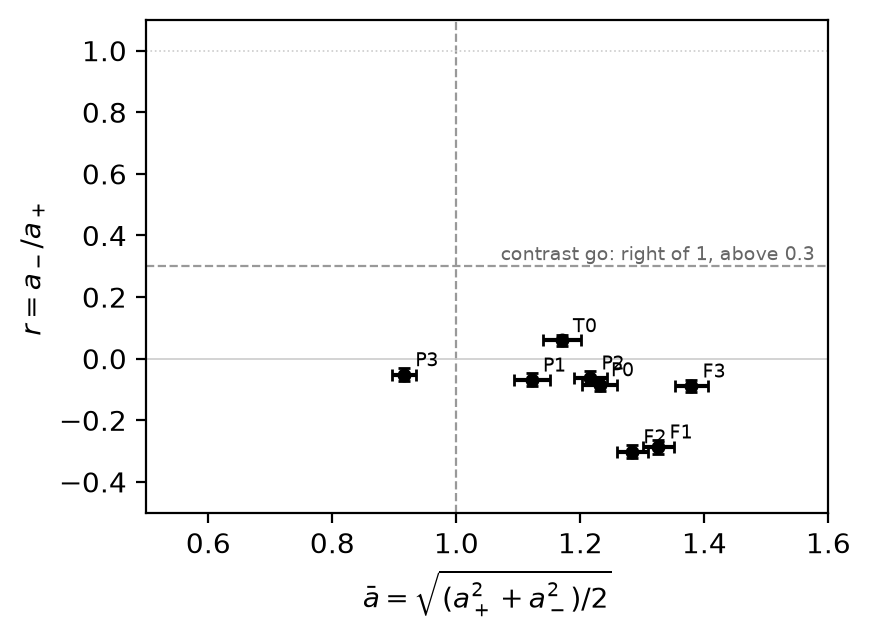 1.0
0.8
0.6
0.4
0.2
0.0
−0.2
−0.4
r = a₋/a₊
contrast go: right of 1, above 0.3
T0
P3
P1
P2
P0
F3
F2
F1
0.6 0.8 1.0 1.2 1.4 1.6
ā = √(a₊² + a₋²)/2